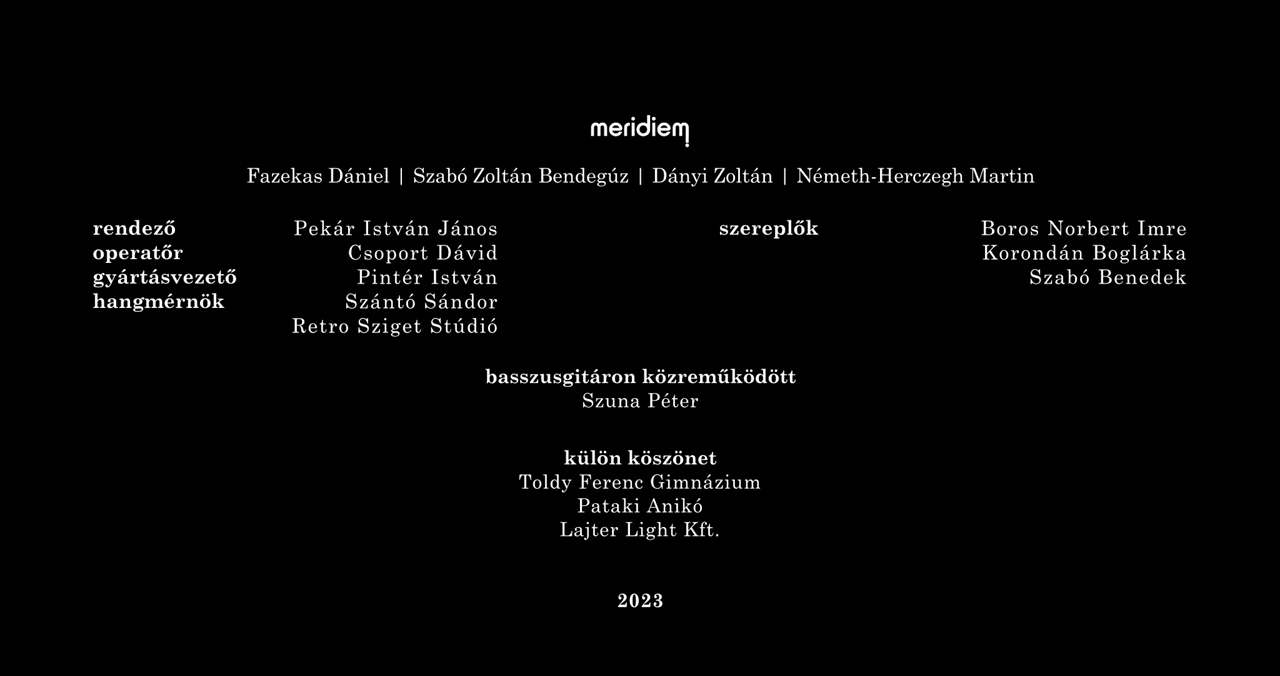 meridiem
Fazekas Dániel | Szabó Zoltán Bendegúz | Dányi Zoltán | Németh-Herczegh Martin
rendező Pekár István János
operatőr Csoport Dávid
gyártásvezető Pintér István
hangmérnök Szántó Sándor
Retro Sziget Stúdió
szereplők Boros Norbert Imre
Korondán Boglárka
Szabó Benedek
basszusgitáron közreműködött
Szuna Péter
külön köszönet
Toldy Ferenc Gimnázium
Pataki Anikó
Lajter Light Kft.
2023